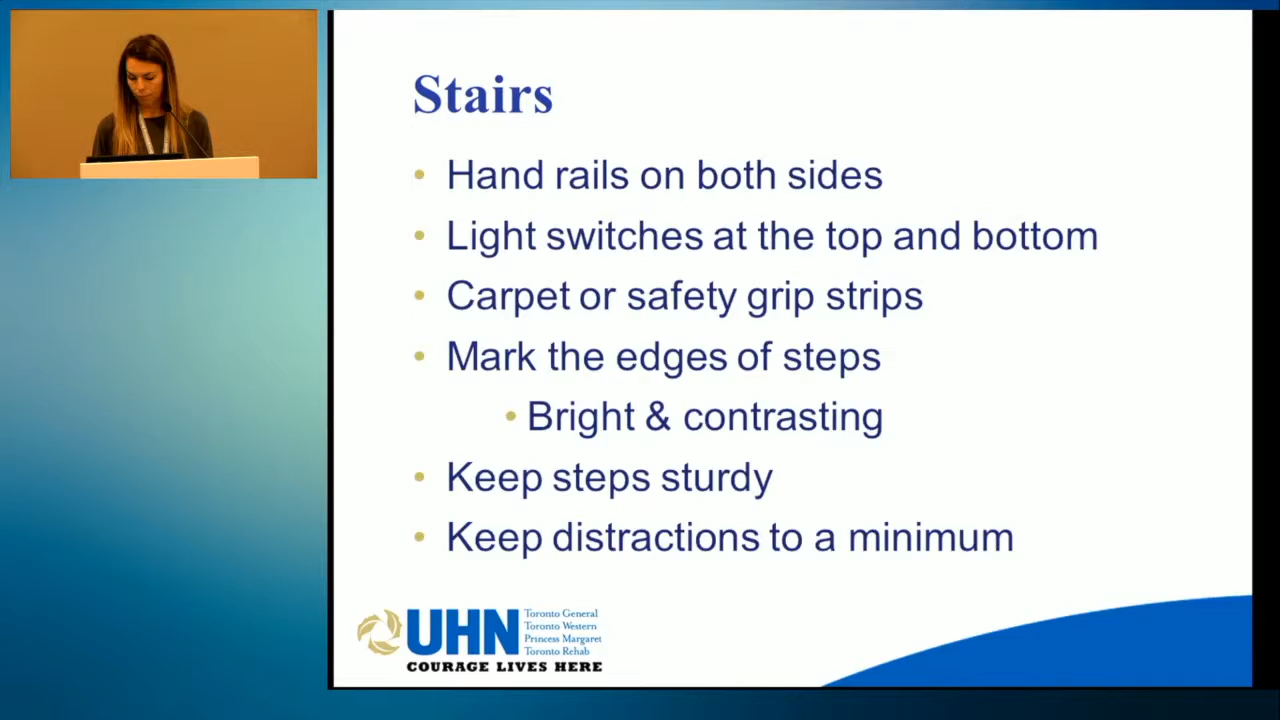 Stairs
• Hand rails on both sides
• Light switches at the top and bottom
• Carpet or safety grip strips
• Mark the edges of steps
• Bright & contrasting
• Keep steps sturdy
• Keep distractions to a minimum
UHN
Toronto General
Toronto Western
Princess Margaret
Toronto Rehab
COURAGE LIVES HERE